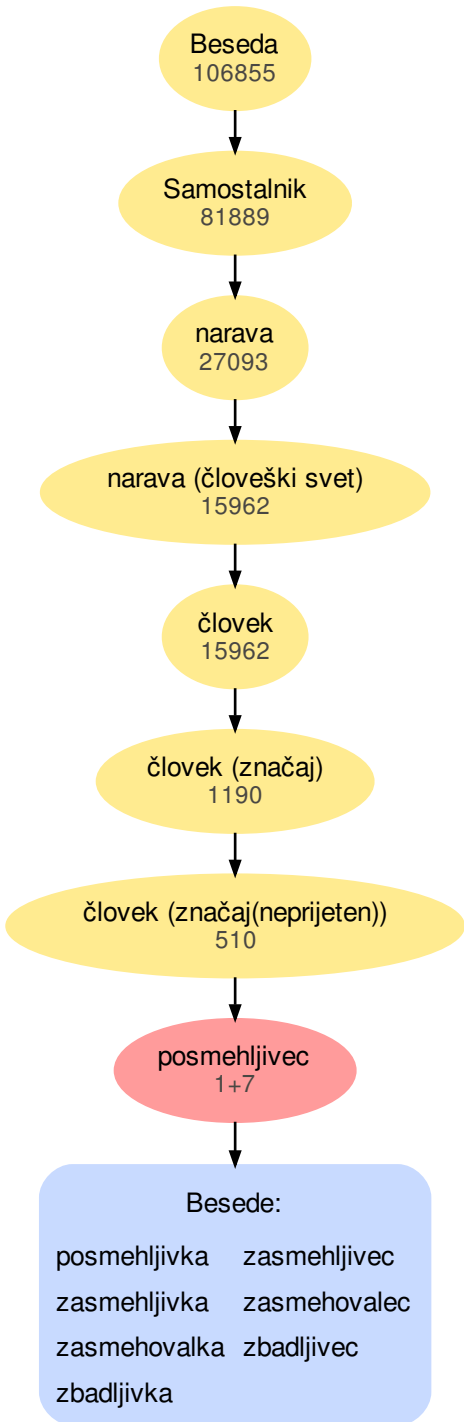 Beseda
106855
Samostalnik
81889
narava
27093
narava (človeški svet)
15962
človek
15962
človek (značaj)
1190
človek (značaj(neprijeten))
510
posmehljivec
1+7
Besede:
posmehljivka zasmehljivec
zasmehljivka zasmehovalec
zasmehovalka zbadljivec
zbadljivka